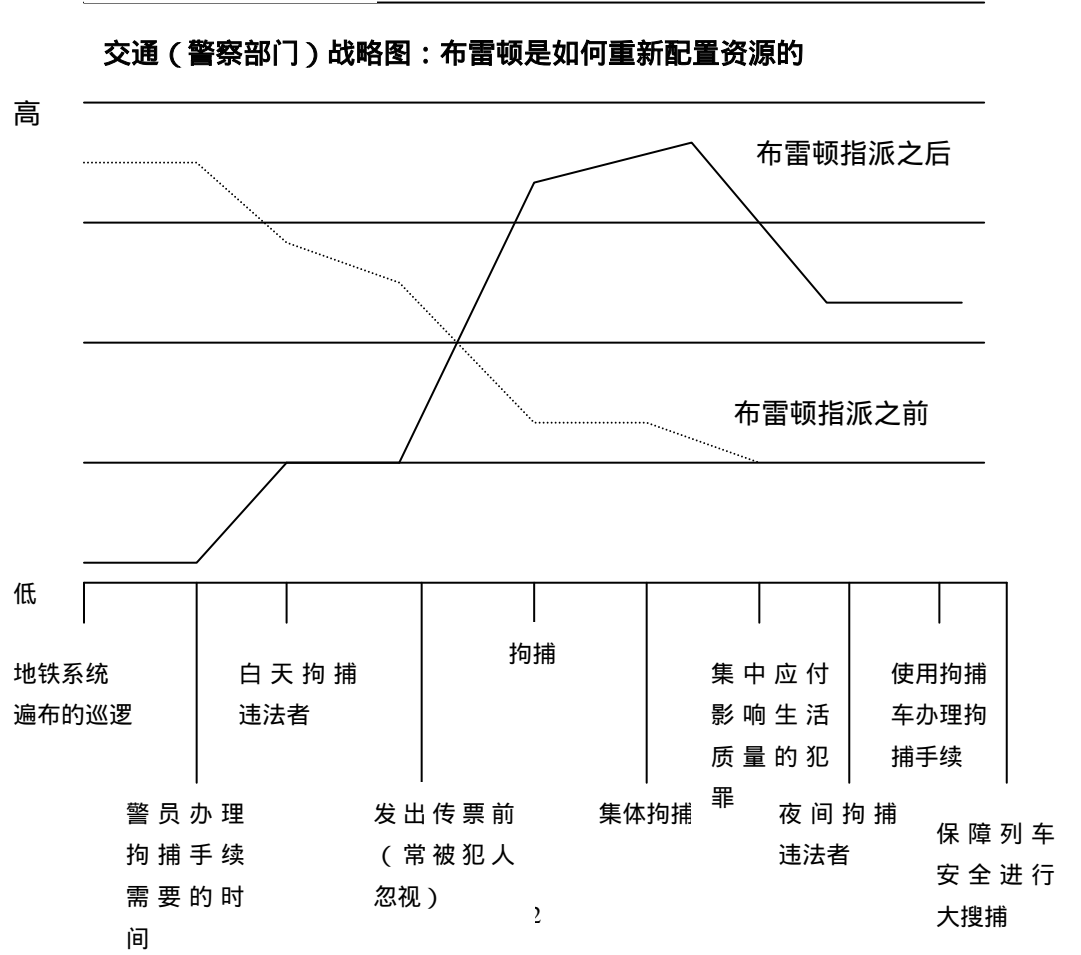 交通（警察部门）战略图：布雷顿是如何重新配置资源的
高
布雷顿指派之后
布雷顿指派之前
低
地铁系统
遍布的巡逻
警员办理
拘捕手续
需要的时
间
白天拘捕
违法者
发出传票前
（常被犯人
忽视）
拘捕
集体拘捕
集中应付
影响生活
质量的犯
罪
夜间拘捕
违法者
使用拘捕
车办理拘
捕手续
保障列车
安全进行
大搜捕
2